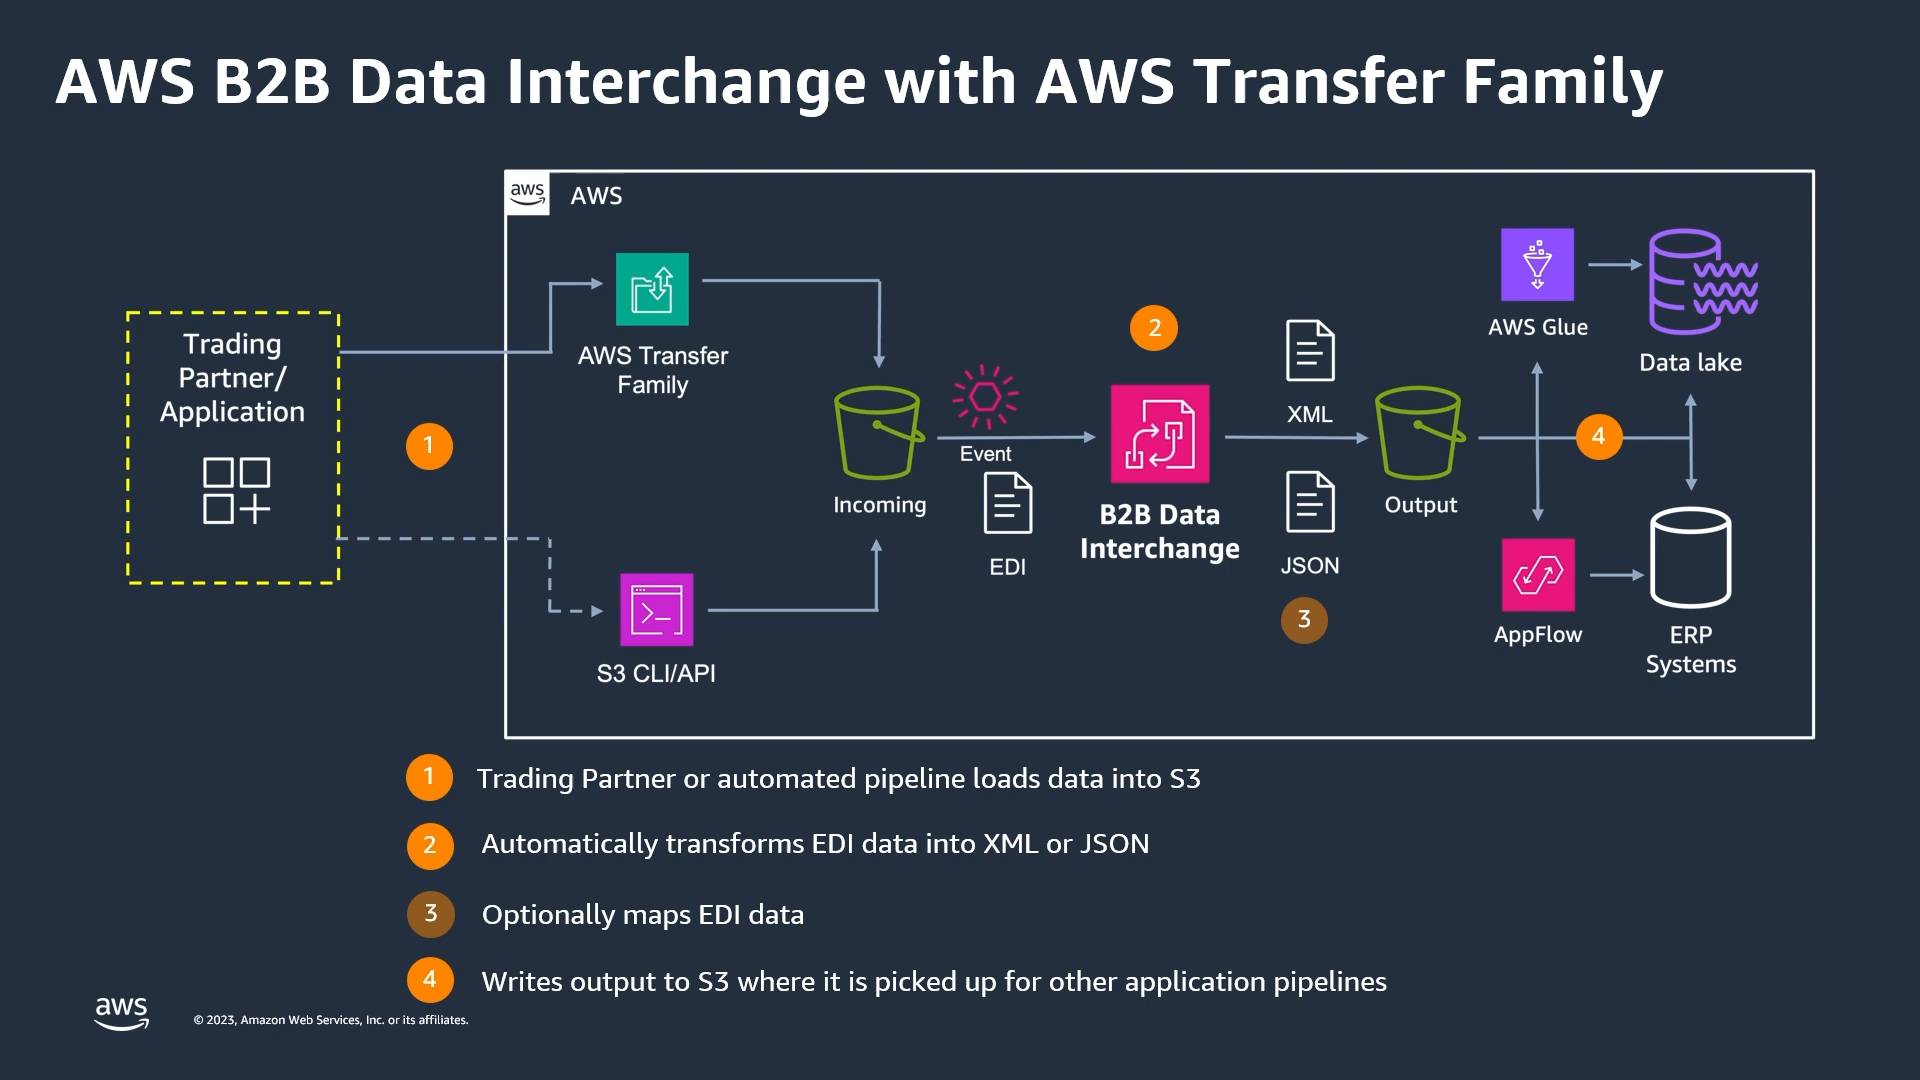 AWS B2B Data Interchange with AWS Transfer Family
aws
AWS
Trading
Partner/
Application
1
AWS Transfer
Family
S3 CLI/API
Incoming
Event
EDI
2
B2B Data
Interchange
XML
JSON
3
Output
AWS Glue
Data lake
4
AppFlow
ERP
Systems
1 Trading Partner or automated pipeline loads data into S3
2 Automatically transforms EDI data into XML or JSON
3 Optionally maps EDI data
4 Writes output to S3 where it is picked up for other application pipelines
aws
© 2023, Amazon Web Services, Inc. or its affiliates.